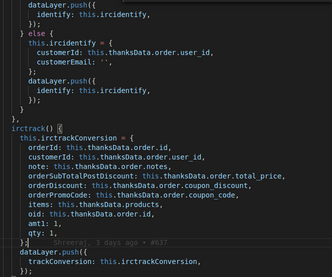 dataLayer.push({
identify: this.ircidentify,
});
} else {
this.ircidentify = {
customerId: this.thanksData.order.user_id,
customerEmail: '',
};
dataLayer.push({
identify: this.ircidentify,
});
}
},
irctrack() {
this.irctrackConversion = {
orderId: this.thanksData.order.id,
customerId: this.thanksData.order.user_id,
note: this.thanksData.order.notes,
orderSubTotalPostDiscount: this.thanksData.order.total_price,
orderDiscount: this.thanksData.order.coupon_discount,
orderPromoCode: this.thanksData.order.coupon_code,
items: this.thanksData.products,
oid: this.thanksData.order.id,
amt1: 1,
qty: 1,
}; Shreeraj, 3 days ago • #637
dataLayer.push({
trackConversion: this.irctrackConversion,
});